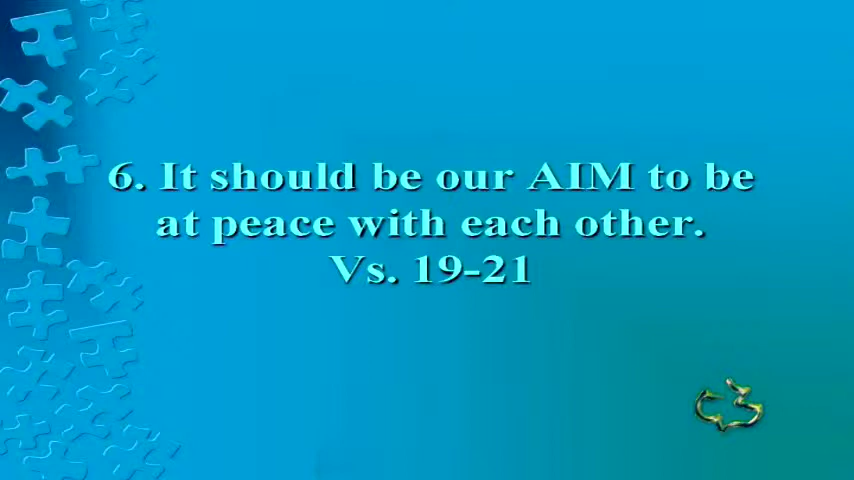 6. It should be our AIM to be
at peace with each other.
Vs. 19-21